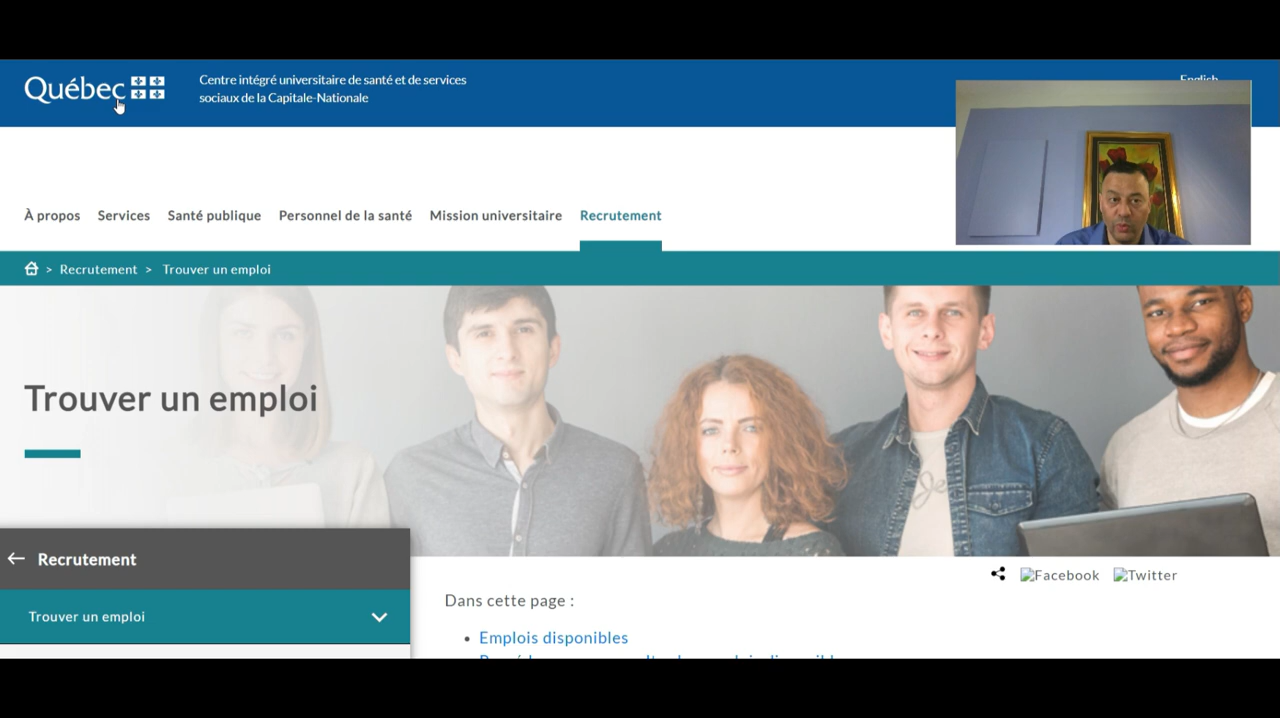 Québec
Centre intégré universitaire de santé et de services
sociaux de la Capitale-Nationale
English
À propos
Services
Santé publique
Personnel de la santé
Mission universitaire
Recrutement
> Recrutement > Trouver un emploi
Trouver un emploi
Recrutement
Trouver un emploi
Facebook
Twitter
Dans cette page :
• Emplois disponibles